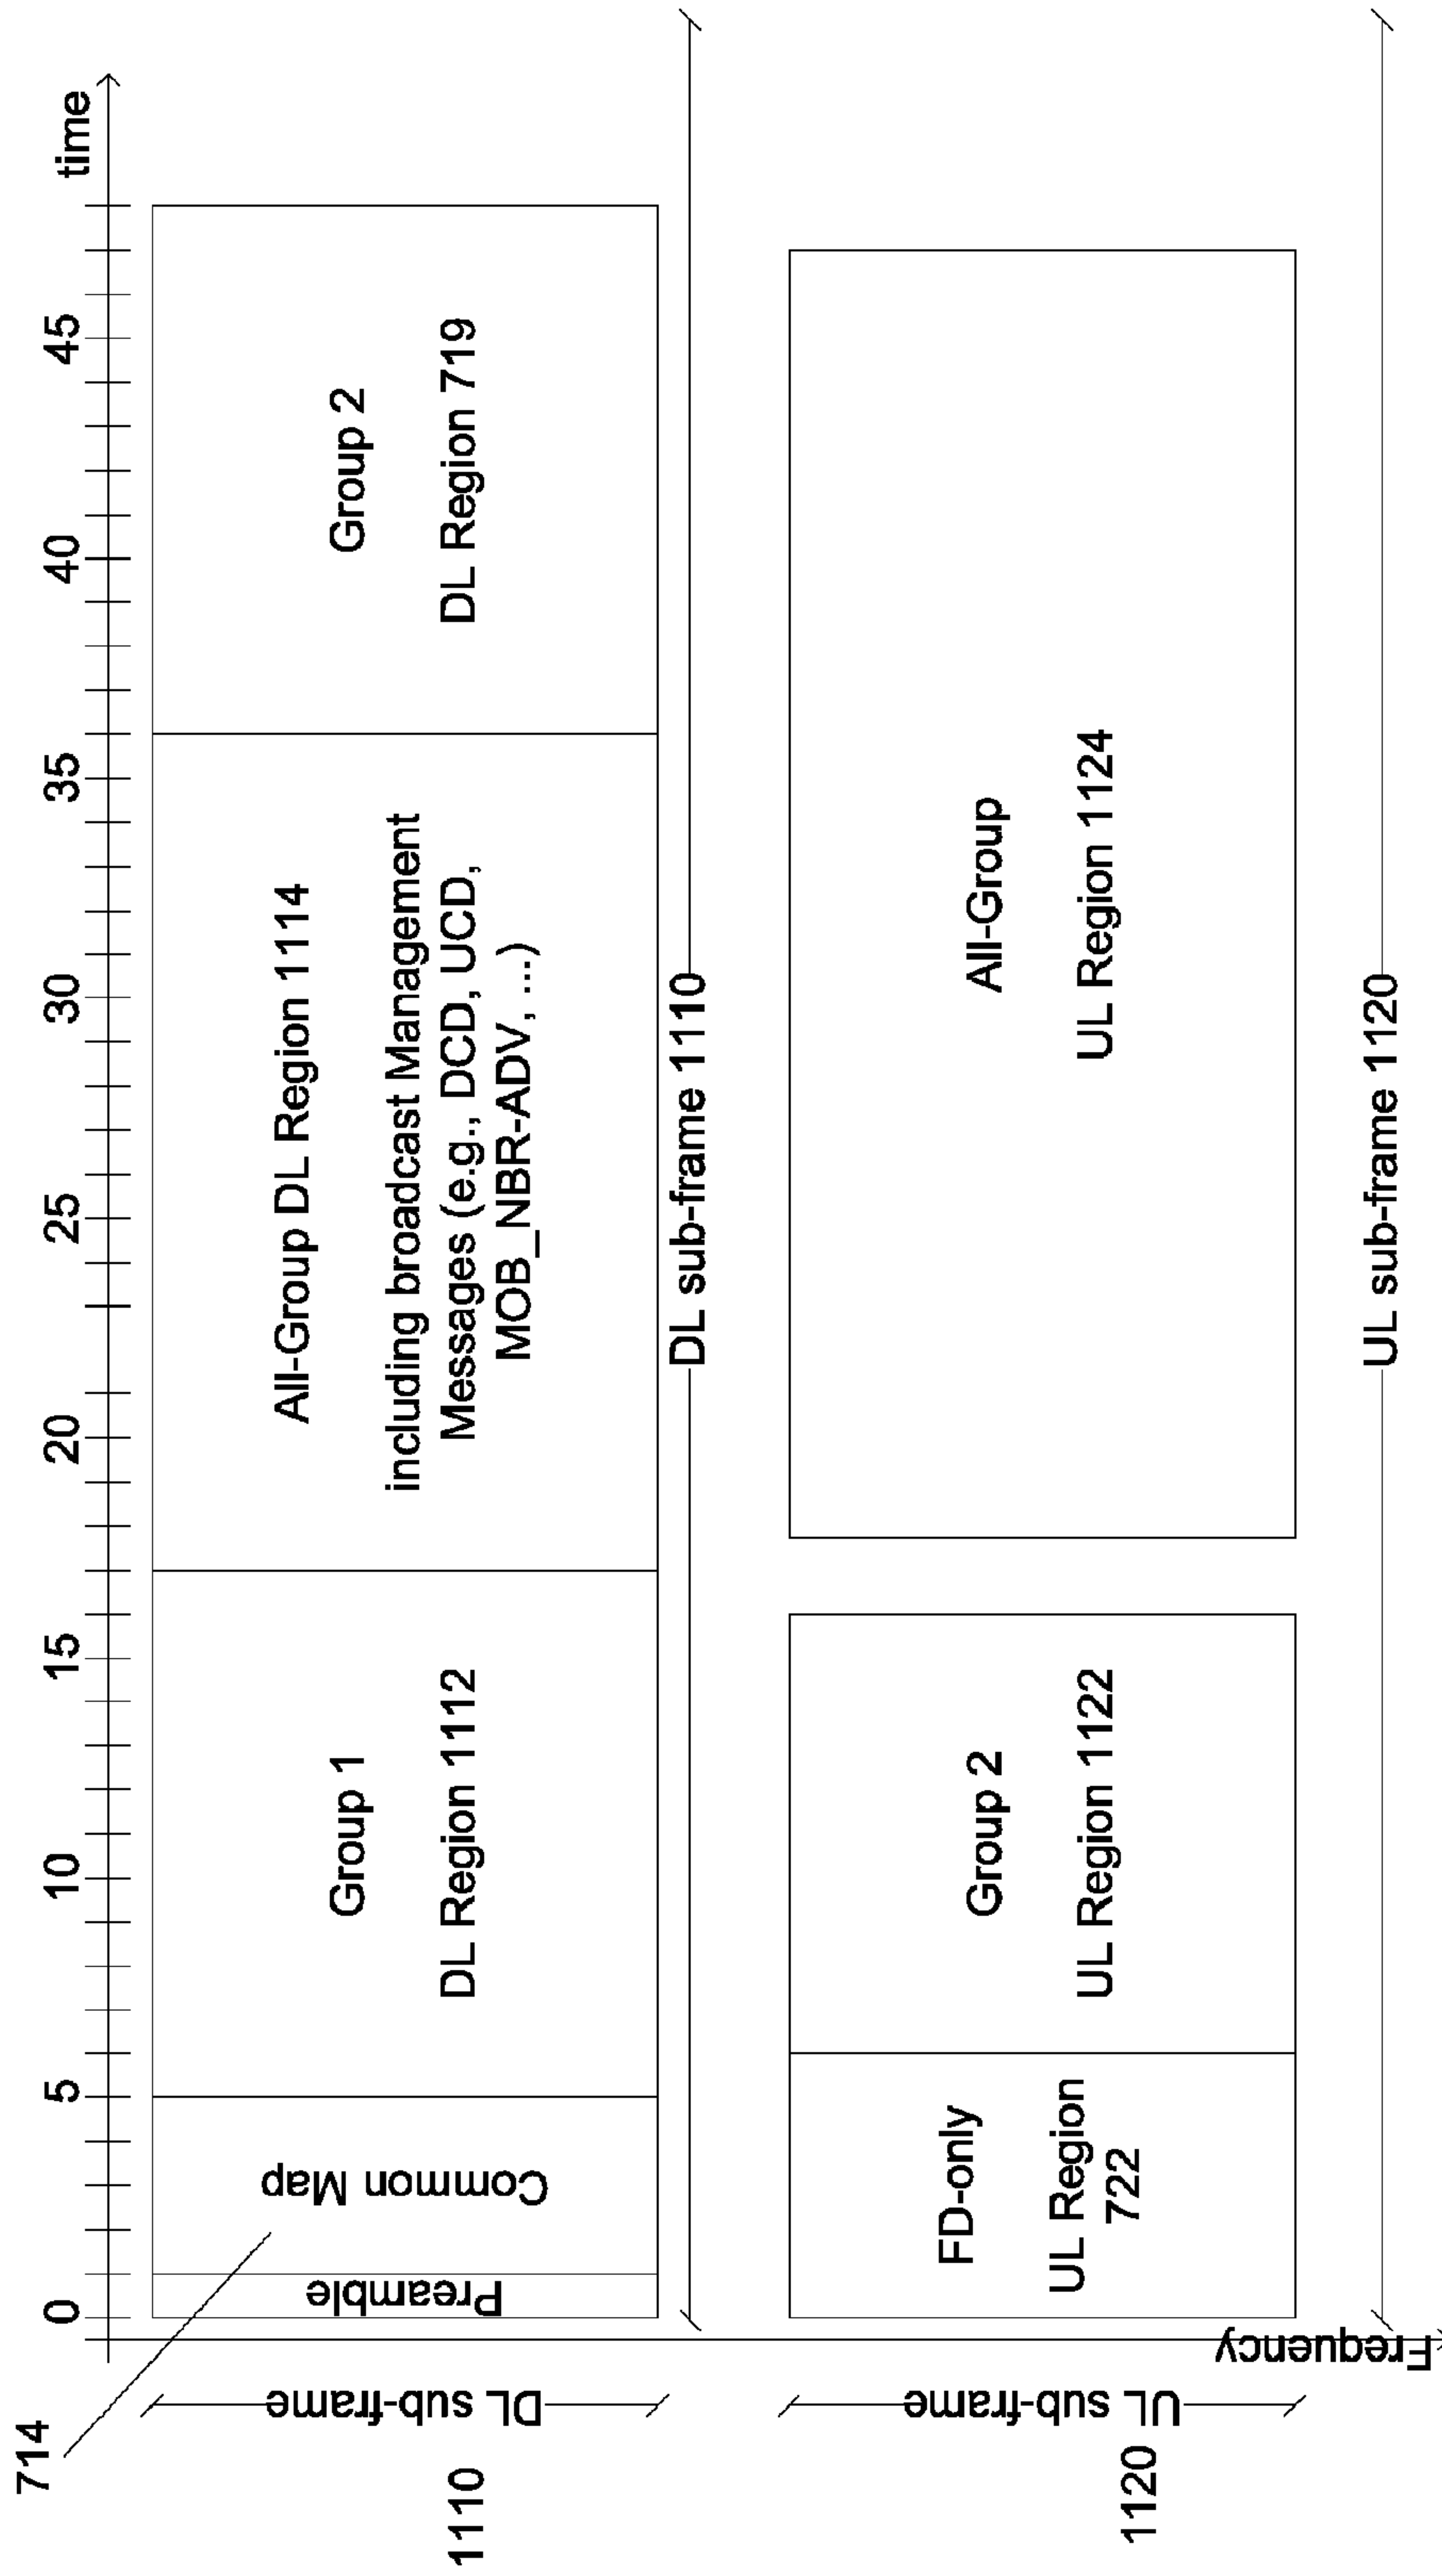 time
0 5 10 15 20 25 30 35 40 45
714
Preamble
Common Map
Group 1
DL Region 1112
All-Group DL Region 1114
including broadcast Management
Messages (e.g., DCD, UCD,
MOB_NBR-ADV, ...)
Group 2
DL Region 719
DL sub-frame
1110
DL sub-frame 1110
FD-only
UL Region
722
Group 2
UL Region 1122
All-Group
UL Region 1124
UL sub-frame
1120
UL sub-frame 1120
Frequency